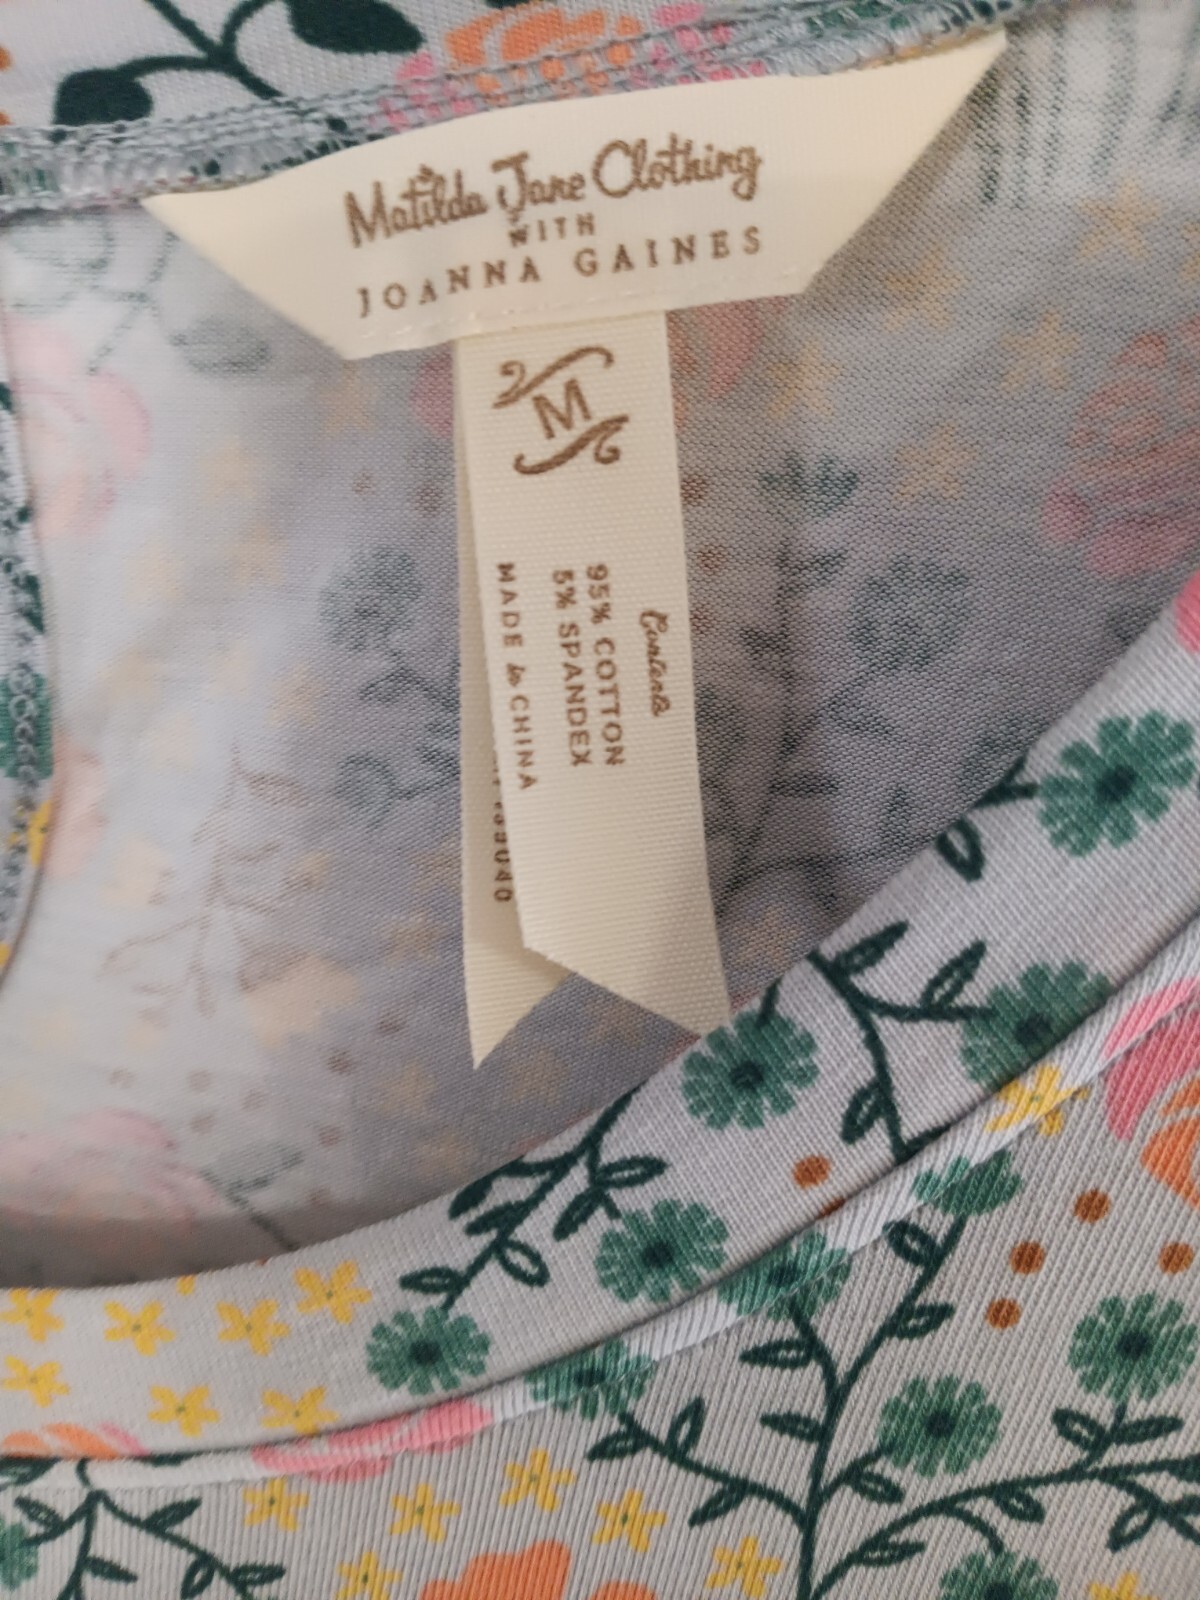 Matilda Jane Clothing
WITH
JOANNA GAINES
M
Contents
95% COTTON
5% SPANDEX
MADE in CHINA